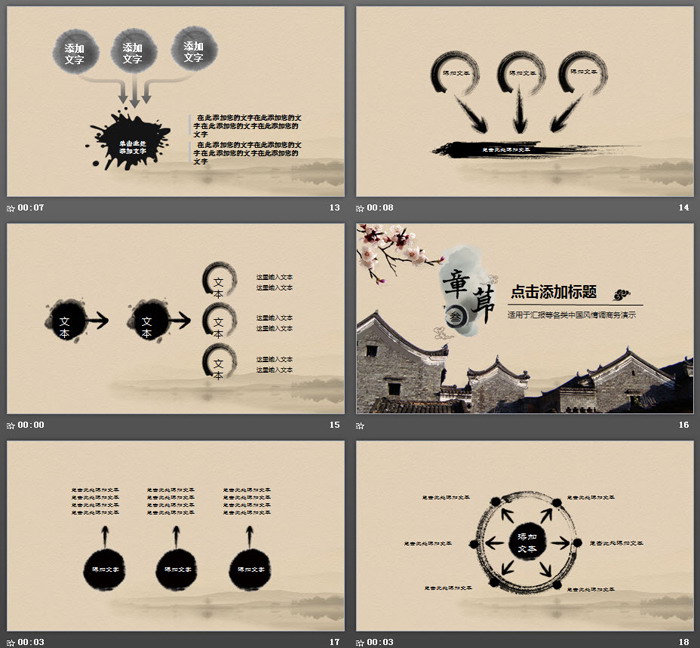 添加
文字
添加
文字
添加
文字
单击此处
添加文字
在此添加您的文字在此添加您的文
字在此添加您的文字在此添加您的
文字
在此添加您的文字在此添加您的文
字在此添加您的文字在此添加您的
文字
00:07
13
添加文本
添加文本
添加文本
单击此处添加文本
00:08
14
文
本
文
本
文
本
文
本
文
本
这里输入文本
这里输入文本
这里输入文本
这里输入文本
这里输入文本
这里输入文本
00:00
15
章
节
叁
点击添加标题
适用于汇报等各类中国风情调商务演示
16
单击此处添加文本
单击此处添加文本
单击此处添加文本
单击此处添加文本
单击此处添加文本
单击此处添加文本
单击此处添加文本
单击此处添加文本
单击此处添加文本
单击此处添加文本
单击此处添加文本
单击此处添加文本
添加文字
添加文字
添加文字
00:03
17
单击此处添加文本
单击此处添加文本
单击此处添加文本
添加
文本
单击此处添加文本
单击此处添加文本
单击此处添加文本
00:03
18